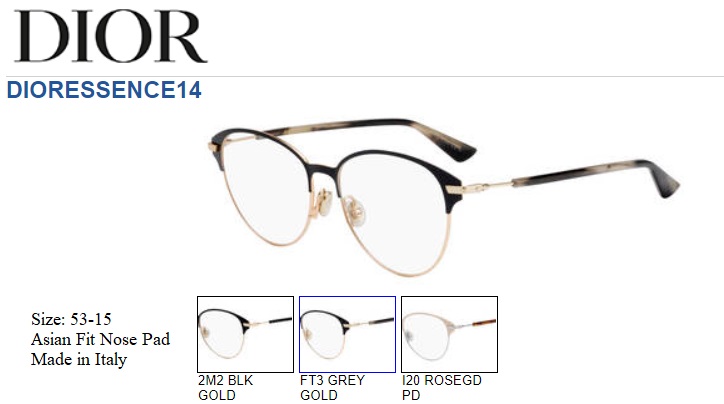 DIOR
DIORESSENCE14
Size: 53-15
Asian Fit Nose Pad
Made in Italy
2M2 BLK
GOLD
FT3 GREY
GOLD
I20 ROSEGD
PD